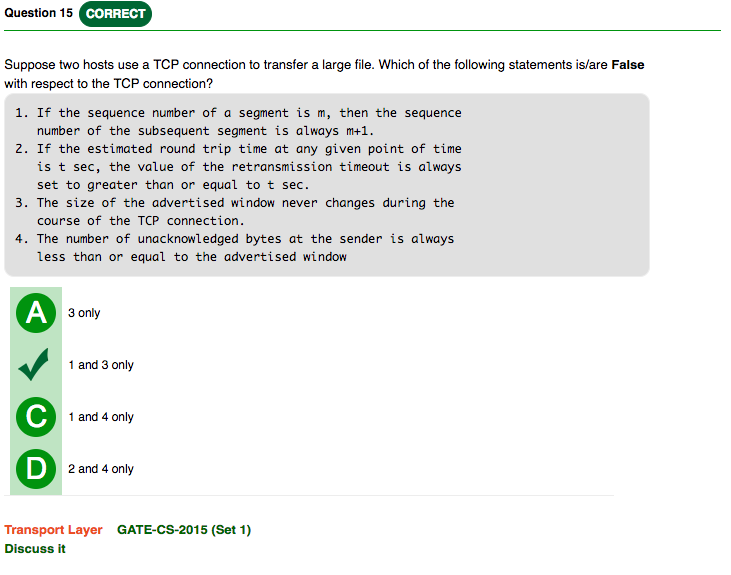 Question 15 CORRECT
Suppose two hosts use a TCP connection to transfer a large file. Which of the following statements is/are False
with respect to the TCP connection?
1. If the sequence number of a segment is m, then the sequence
number of the subsequent segment is always m+1.
2. If the estimated round trip time at any given point of time
is t sec, the value of the retransmission timeout is always
set to greater than or equal to t sec.
3. The size of the advertised window never changes during the
course of the TCP connection.
4. The number of unacknowledged bytes at the sender is always
less than or equal to the advertised window
A 3 only
1 and 3 only
C 1 and 4 only
D 2 and 4 only
Transport Layer GATE-CS-2015 (Set 1)
Discuss it